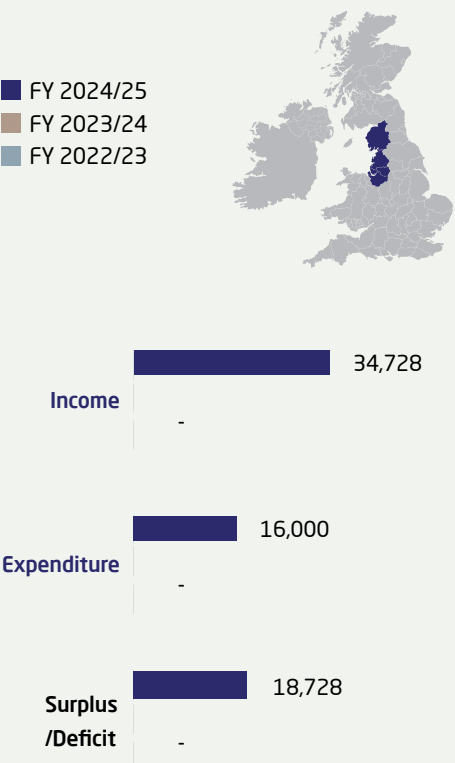 FY 2024/25
FY 2023/24
FY 2022/23
34,728
Income
-
16,000
Expenditure
-
18,728
Surplus
/Deficit
-